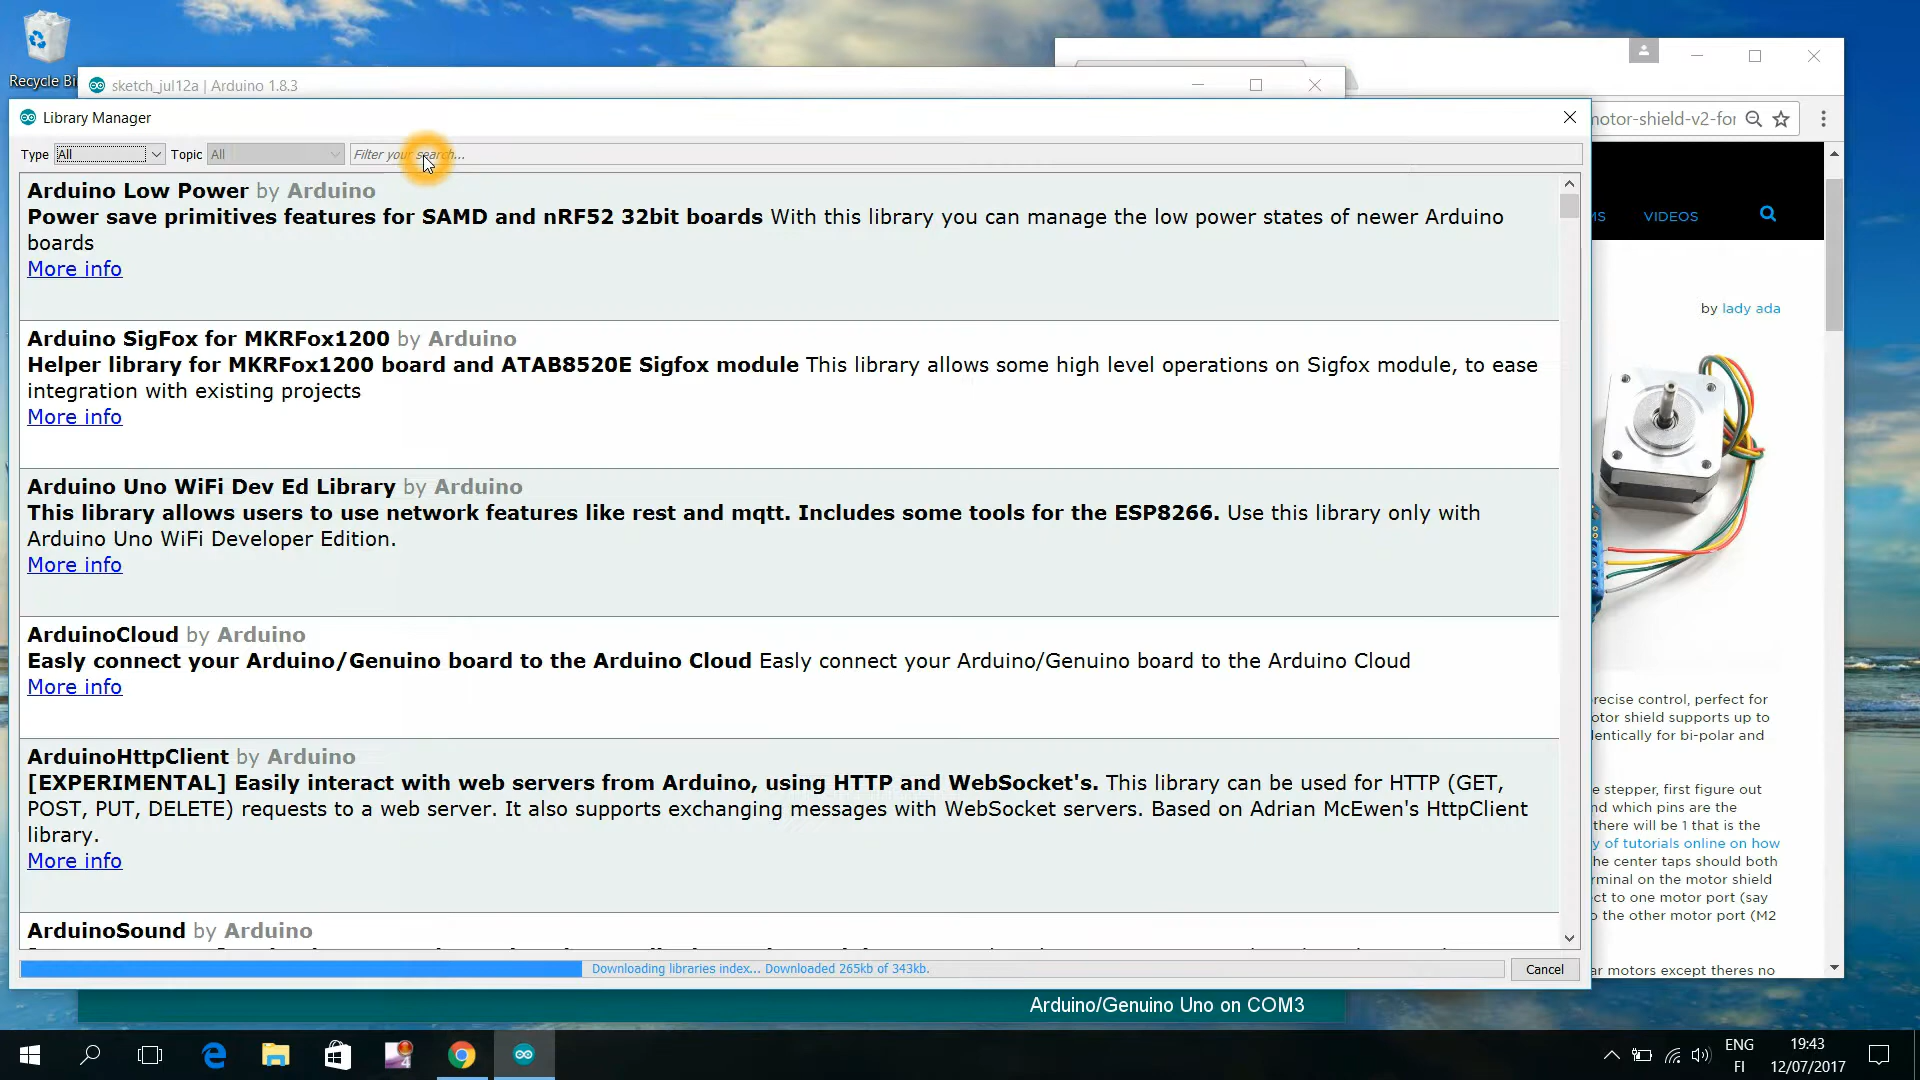 Recycle Bi
sketch_jul12a | Arduino 1.8.3
Library Manager
motor-shield-v2-for
Type All Topic All Filter your search...
Arduino Low Power by Arduino
Power save primitives features for SAMD and nRF52 32bit boards With this library you can manage the low power states of newer Arduino
boards
More info
Arduino SigFox for MKRFox1200 by Arduino
Helper library for MKRFox1200 board and ATAB8520E Sigfox module This library allows some high level operations on Sigfox module, to ease
integration with existing projects
More info
Arduino Uno WiFi Dev Ed Library by Arduino
This library allows users to use network features like rest and mqtt. Includes some tools for the ESP8266. Use this library only with
Arduino Uno WiFi Developer Edition.
More info
ArduinoCloud by Arduino
Easly connect your Arduino/Genuino board to the Arduino Cloud Easly connect your Arduino/Genuino board to the Arduino Cloud
More info
ArduinoHttpClient by Arduino
[EXPERIMENTAL] Easily interact with web servers from Arduino, using HTTP and WebSocket's. This library can be used for HTTP (GET,
POST, PUT, DELETE) requests to a web server. It also supports exchanging messages with WebSocket servers. Based on Adrian McEwen's HttpClient
library.
More info
ArduinoSound by Arduino
Downloading libraries index... Downloaded 265kb of 343kb.
Cancel
MS VIDEOS
by lady ada
recise control, perfect for
otor shield supports up to
entically for bi-polar and
e stepper, first figure out
nd which pins are the
there will be 1 that is the
y of tutorials online on how
he center taps should both
rminal on the motor shield
ct to one motor port (say
o the other motor port (M2
ar motors except theres no
Arduino/Genuino Uno on COM3
4
ENG
FI
19:43
12/07/2017